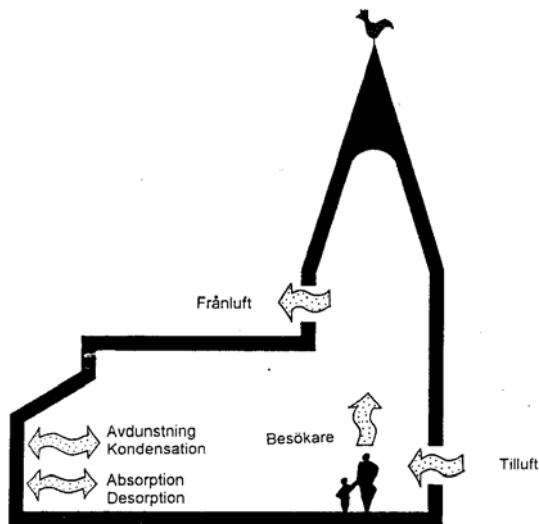 Frånluft
Avdunstning
Kondensation
Besökare
Tilluft
Absorption
Desorption